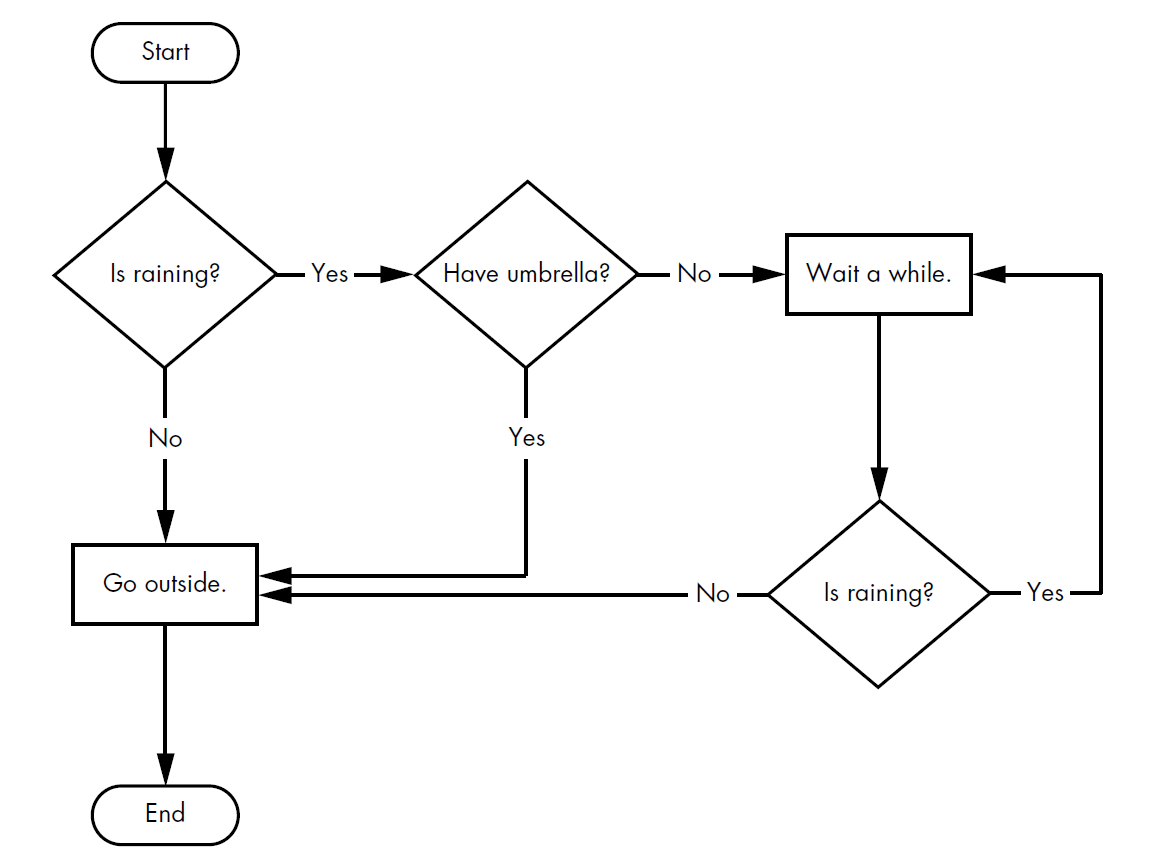 Start
Is raining?
Yes
Have umbrella?
No
Wait a while.
No
Yes
Go outside.
No
Is raining?
Yes
End